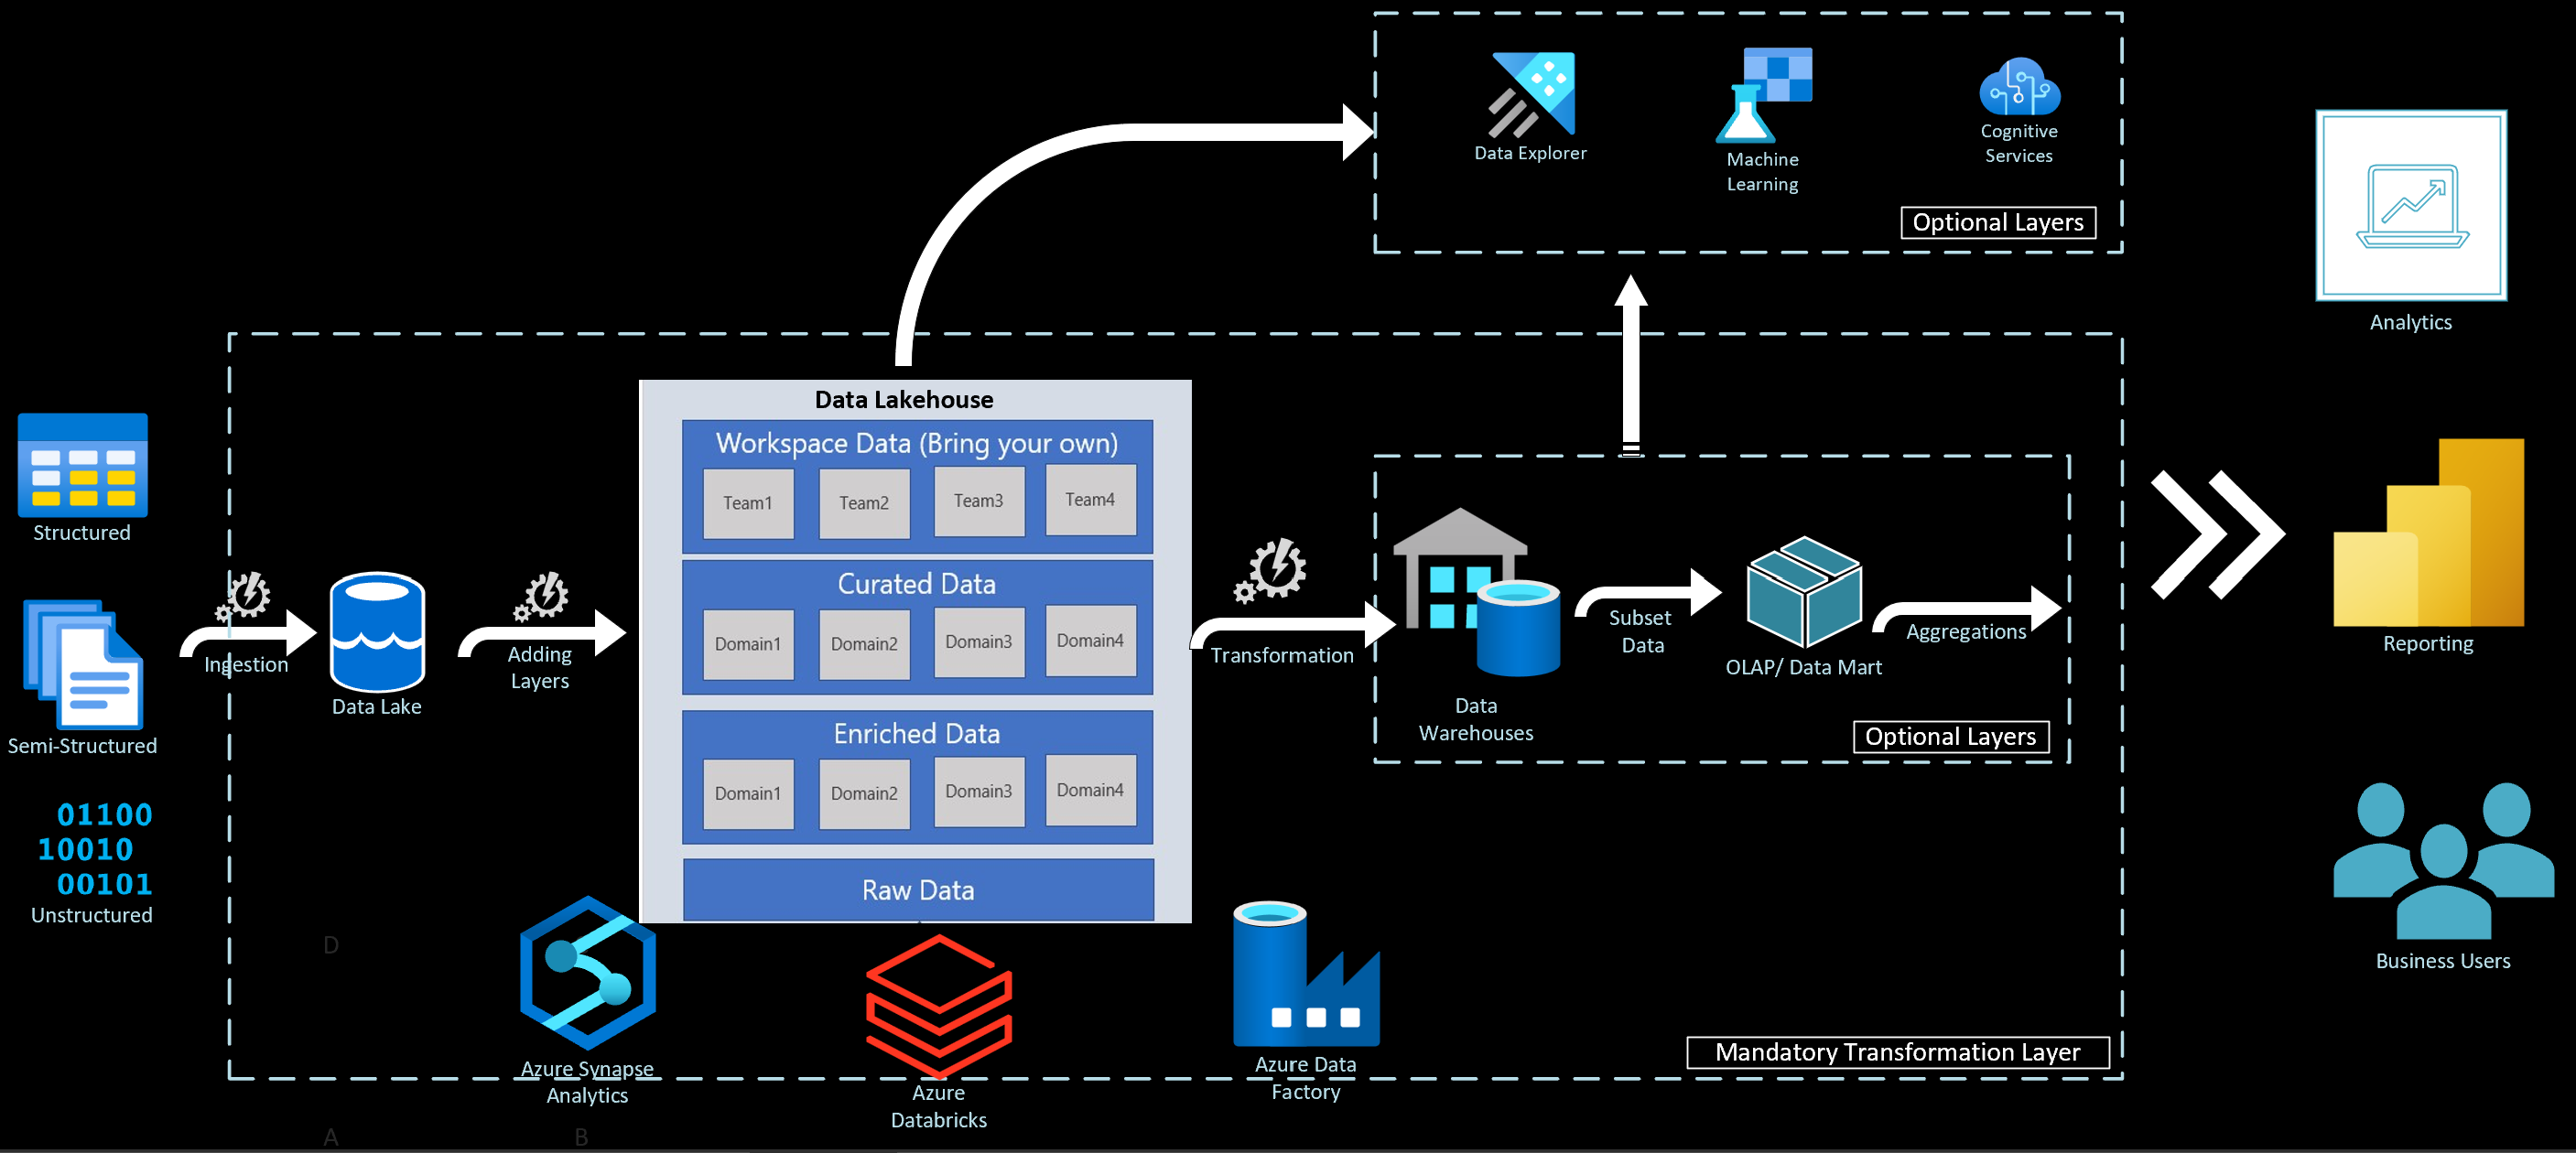 Data Explorer
Machine
Learning
Cognitive
Services
Optional Layers
Analytics
Structured
Semi-Structured
01100
10010
00101
Unstructured
Ingestion
Data Lake
Adding
Layers
Data Lakehouse
Workspace Data (Bring your own)
Team1
Team2
Team3
Team4
Curated Data
Domain1
Domain2
Domain3
Domain4
Enriched Data
Domain1
Domain2
Domain3
Domain4
Raw Data
Transformation
Data
Warehouses
Subset
Data
OLAP/ Data Mart
Aggregations
Optional Layers
Reporting
Business Users
D
Azure Synapse
Analytics
Azure
Databricks
Azure Data
Factory
Mandatory Transformation Layer
A
B